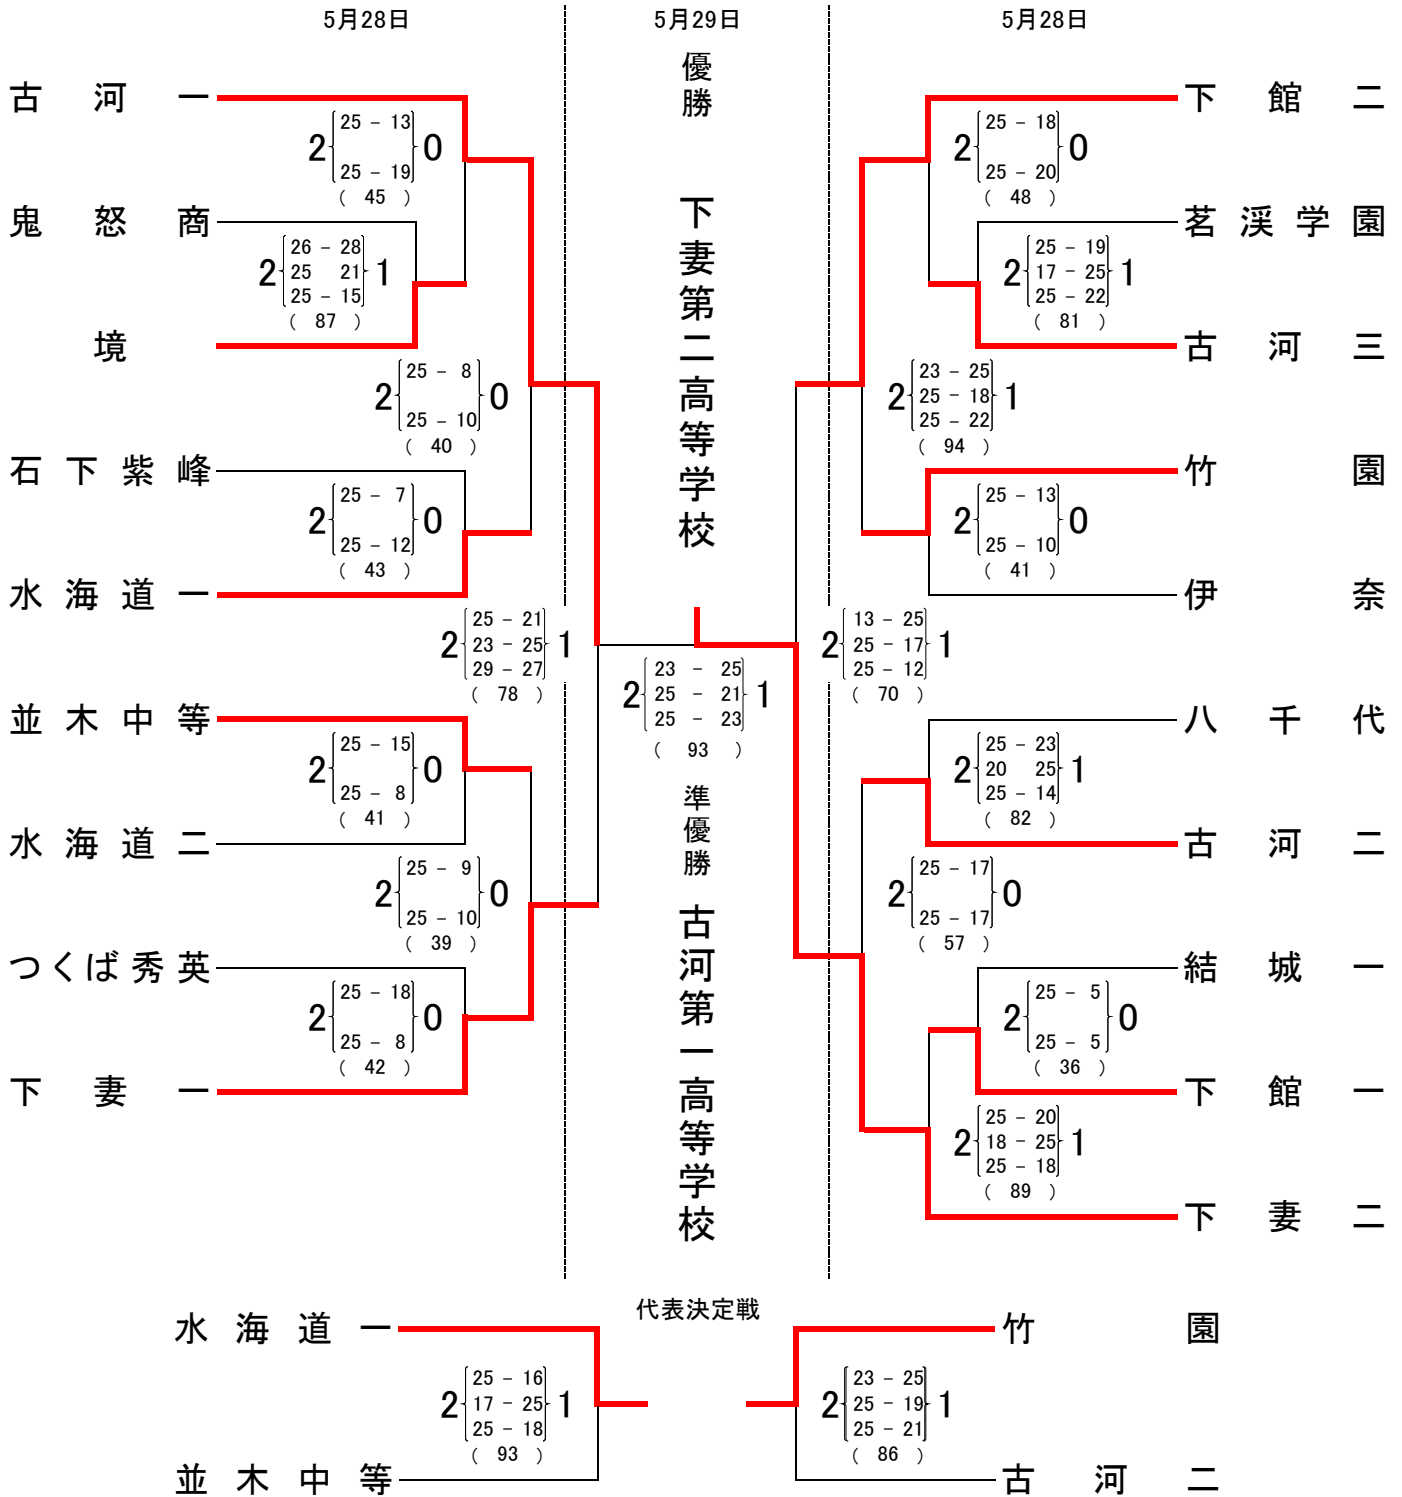 5月28日
5月29日
5月28日
優勝
下妻第二高等学校
古河一
2 25 - 13 0
25 - 19
( 45 )
鬼怒商
2 26 - 28 1
25 21
25 - 15
( 87 )
境
2 25 - 8 0
25 - 10
( 40 )
石下紫峰
2 25 - 7 0
25 - 12
( 43 )
水海道一
2 25 - 21 1
23 - 25
29 - 27
( 78 )
並木中等
2 25 - 15 0
25 - 8
( 41 )
水海道二
2 25 - 9 0
25 - 10
( 39 )
つくば秀英
2 25 - 18 0
25 - 8
( 42 )
下妻一
2 23 - 25 1
25 - 21
25 - 23
( 93 )
準優勝
古河第一高等学校
下館二
2 25 - 18 0
25 - 20
( 48 )
茗渓学園
2 25 - 19 1
17 - 25
25 - 22
( 81 )
古河三
2 23 - 25 1
25 - 18
25 - 22
( 94 )
竹園
2 25 - 13 0
25 - 10
( 41 )
伊奈
2 13 - 25 1
25 - 17
25 - 12
( 70 )
八千代
2 25 - 23 1
20 25
25 - 14
( 82 )
古河二
2 25 - 17 0
25 - 17
( 57 )
結城一
2 25 - 5 0
25 - 5
( 36 )
下館一
2 25 - 20 1
18 - 25
25 - 18
( 89 )
下妻二
代表決定戦
水海道一
2 25 - 16 1
17 - 25
25 - 18
( 93 )
並木中等
竹園
2 23 - 25 1
25 - 19
25 - 21
( 86 )
古河二